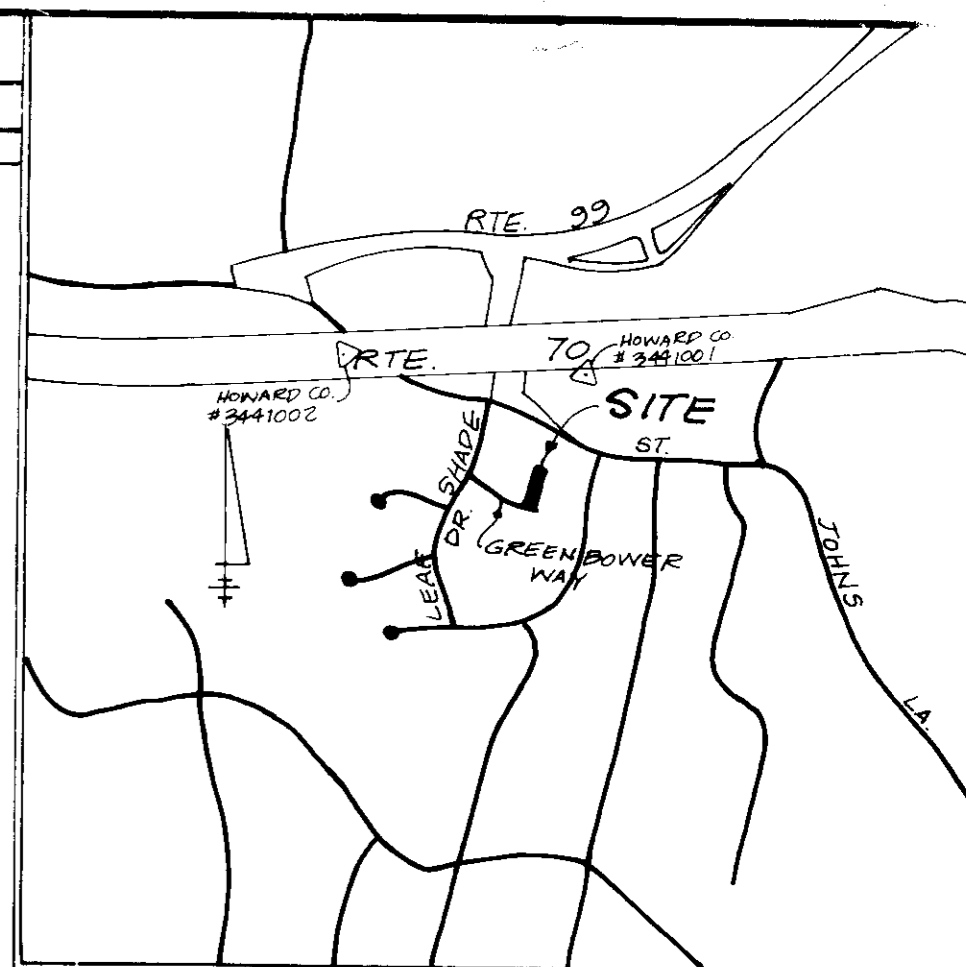 RTE. 99
RTE. 70
HOWARD CO.
# 3441001
HOWARD CO.
#3441002
SITE
ST. JOHNS LA.
SHADE
LEAF DR.
GREEN BOWER
WAY